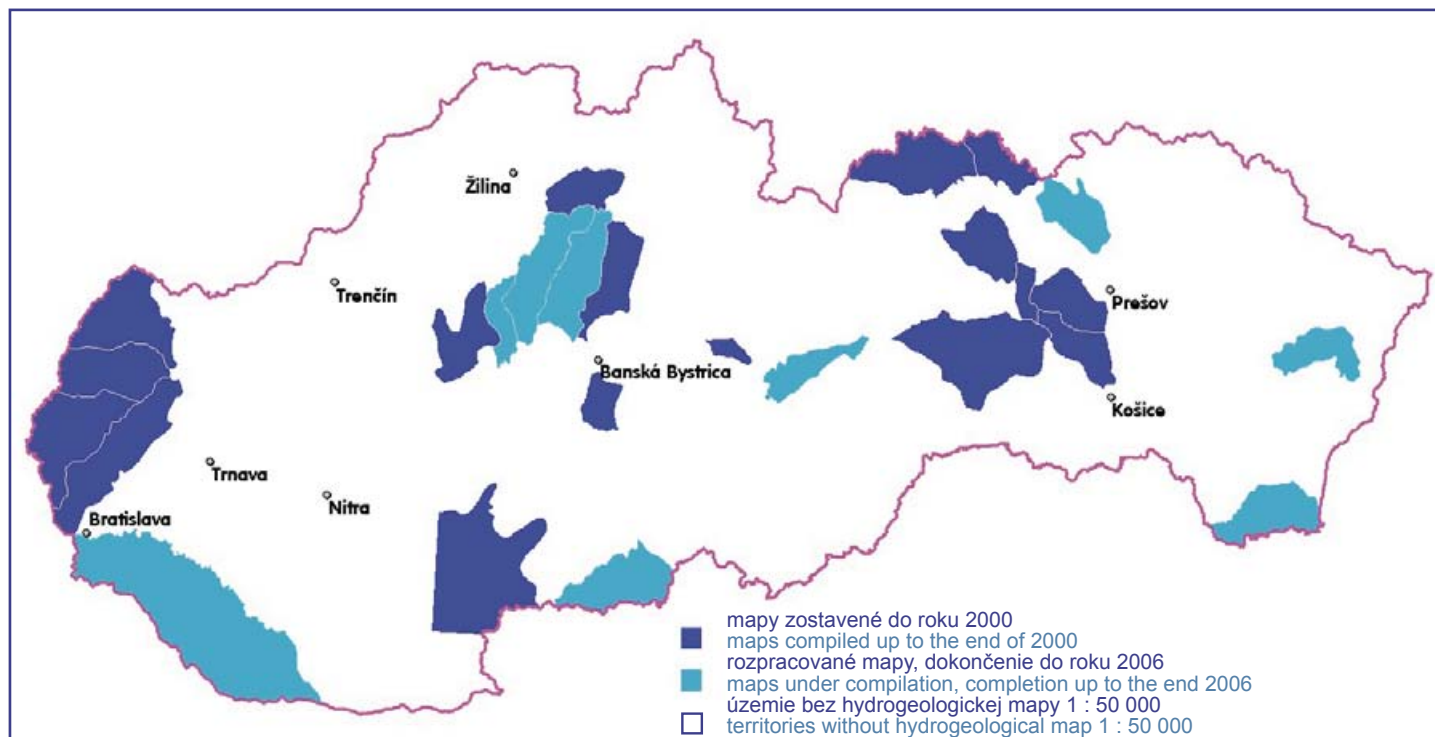 Žilina
Trenčín
Prešov
Banská Bystrica
Košice
Trnava
Nitra
Bratislava
mapy zostavené do roku 2000
maps compiled up to the end of 2000
rozpracované mapy, dokončenie do roku 2006
maps under compilation, completion up to the end 2006
územie bez hydrogeologickej mapy 1 : 50 000
territories without hydrogeological map 1 : 50 000